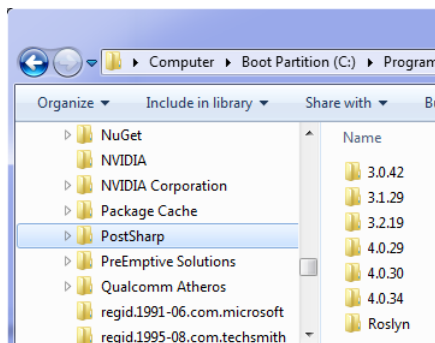 Computer Boot Partition (C:) Program
Organize Include in library Share with
NuGet
NVIDIA
NVIDIA Corporation
Package Cache
PostSharp
PreEmptive Solutions
Qualcomm Atheros
regid.1991-06.com.microsoft
regid.1995-08.com.techsmith
Name
3.0.42
3.1.29
3.2.19
4.0.29
4.0.30
4.0.34
Roslyn